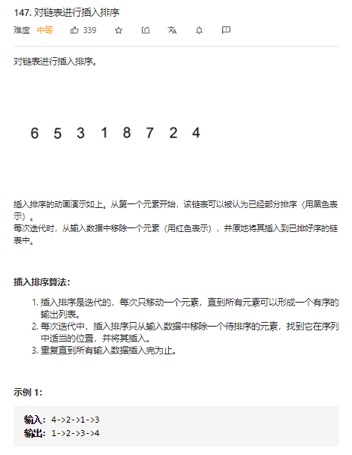 147. 对链表进行插入排序
难度 中等 339
对链表进行插入排序。
6 5 3 1 8 7 2 4
插入排序的动画演示如上。从第一个元素开始，该链表可以被认为已经部分排序（用黑色表
示）。
每次迭代时，从输入数据中移除一个元素（用红色表示），并原地将其插入到已排好序的链
表中。
插入排序算法：
1. 插入排序是迭代的，每次只移动一个元素，直到所有元素可以形成一个有序的
输出列表。
2. 每次迭代中，插入排序只从输入数据中移除一个待排序的元素，找到它在序列
中适当的位置，并将其插入。
3. 重复直到所有输入数据插入完为止。
示例 1：
输入: 4->2->1->3
输出: 1->2->3->4